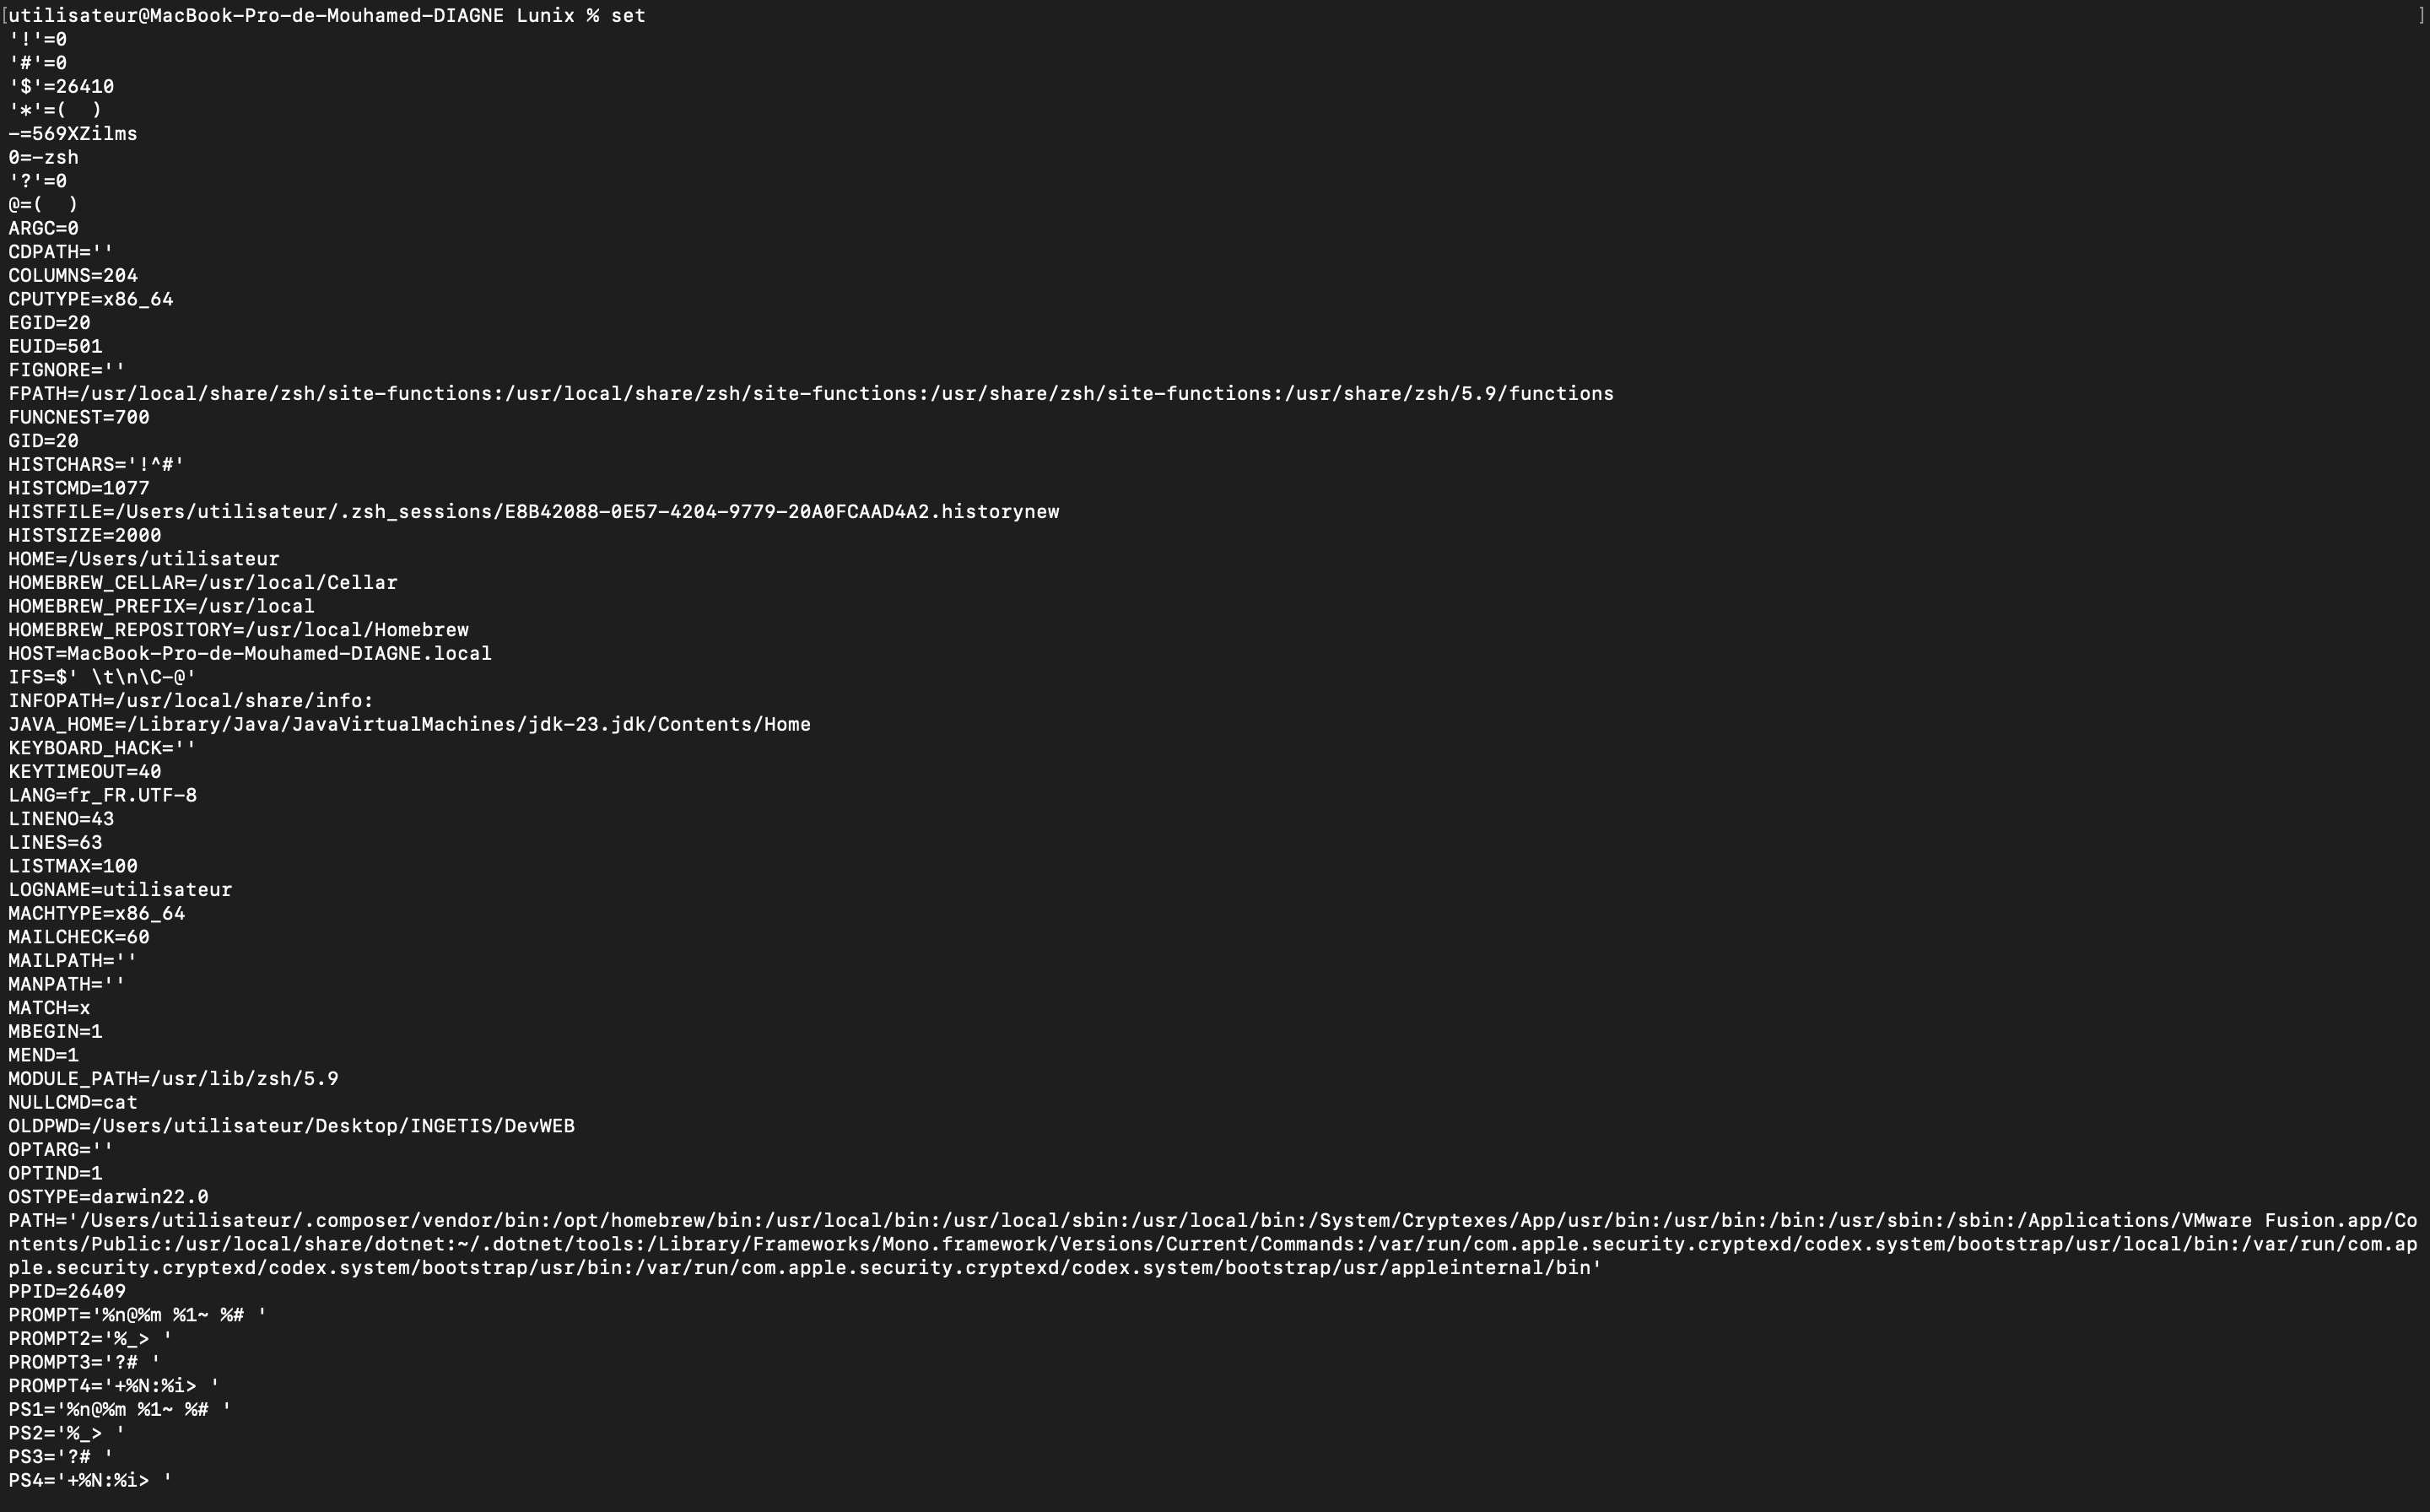 [utilisateur@MacBook-Pro-de-Mouhamed-DIAGNE Lunix % set ]
'!'=0
'#'=0
'$'=26410
'*'=(  )
-=569XZilms
0=-zsh
'?'=0
@=(  )
ARGC=0
CDPATH=''
COLUMNS=204
CPUTYPE=x86_64
EGID=20
EUID=501
FIGNORE=''
FPATH=/usr/local/share/zsh/site-functions:/usr/local/share/zsh/site-functions:/usr/share/zsh/site-functions:/usr/share/zsh/5.9/functions
FUNCNEST=700
GID=20
HISTCHARS='!^#'
HISTCMD=1077
HISTFILE=/Users/utilisateur/.zsh_sessions/E8B42088-0E57-4204-9779-20A0FCAAD4A2.historynew
HISTSIZE=2000
HOME=/Users/utilisateur
HOMEBREW_CELLAR=/usr/local/Cellar
HOMEBREW_PREFIX=/usr/local
HOMEBREW_REPOSITORY=/usr/local/Homebrew
HOST=MacBook-Pro-de-Mouhamed-DIAGNE.local
IFS=$' \t\n\C-@'
INFOPATH=/usr/local/share/info:
JAVA_HOME=/Library/Java/JavaVirtualMachines/jdk-23.jdk/Contents/Home
KEYBOARD_HACK=''
KEYTIMEOUT=40
LANG=fr_FR.UTF-8
LINENO=43
LINES=63
LISTMAX=100
LOGNAME=utilisateur
MACHTYPE=x86_64
MAILCHECK=60
MAILPATH=''
MANPATH=''
MATCH=x
MBEGIN=1
MEND=1
MODULE_PATH=/usr/lib/zsh/5.9
NULLCMD=cat
OLDPWD=/Users/utilisateur/Desktop/INGETIS/DevWEB
OPTARG=''
OPTIND=1
OSTYPE=darwin22.0
PATH='/Users/utilisateur/.composer/vendor/bin:/opt/homebrew/bin:/usr/local/bin:/usr/local/sbin:/usr/local/bin:/System/Cryptexes/App/usr/bin:/usr/bin:/bin:/usr/sbin:/sbin:/Applications/VMware Fusion.app/Co
ntents/Public:/usr/local/share/dotnet:~/.dotnet/tools:/Library/Frameworks/Mono.framework/Versions/Current/Commands:/var/run/com.apple.security.cryptexd/codex.system/bootstrap/usr/local/bin:/var/run/com.ap
ple.security.cryptexd/codex.system/bootstrap/usr/bin:/var/run/com.apple.security.cryptexd/codex.system/bootstrap/usr/appleinternal/bin'
PPID=26409
PROMPT='%n@%m %1~ %# '
PROMPT2='%_> '
PROMPT3='?# '
PROMPT4='+%N:%i> '
PS1='%n@%m %1~ %# '
PS2='%_> '
PS3='?# '
PS4='+%N:%i> '